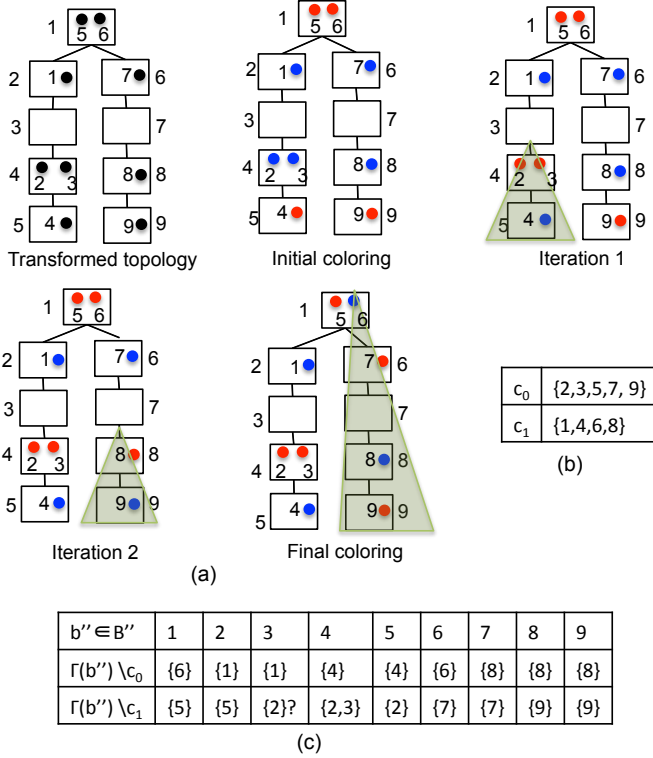 1 5 6
2 1 7 6
3 7
4 2 3 8 8
5 4 9 9
Transformed topology
1 5 6
2 1 7 6
3 7
4 2 3 8 8
5 4 9 9
Initial coloring
1 5 6
2 1 7 6
3 7
4 2 3 8 8
5 4 9 9
Iteration 1
1 5 6
2 1 7 6
3 7
4 2 3 8 8
5 4 9 9
Iteration 2
1 5 6
2 1 7 6
3 7
4 2 3 8 8
5 4 9 9
Final coloring
(a)
c₀ {2,3,5,7, 9}
c₁ {1,4,6,8}
(b)
b'' ∈ B'' 1 2 3 4 5 6 7 8 9
Γ(b'') \c₀ {6} {1} {1} {4} {4} {6} {8} {8} {8}
Γ(b'') \c₁ {5} {5} {2}? {2,3} {2} {7} {7} {9} {9}
(c)